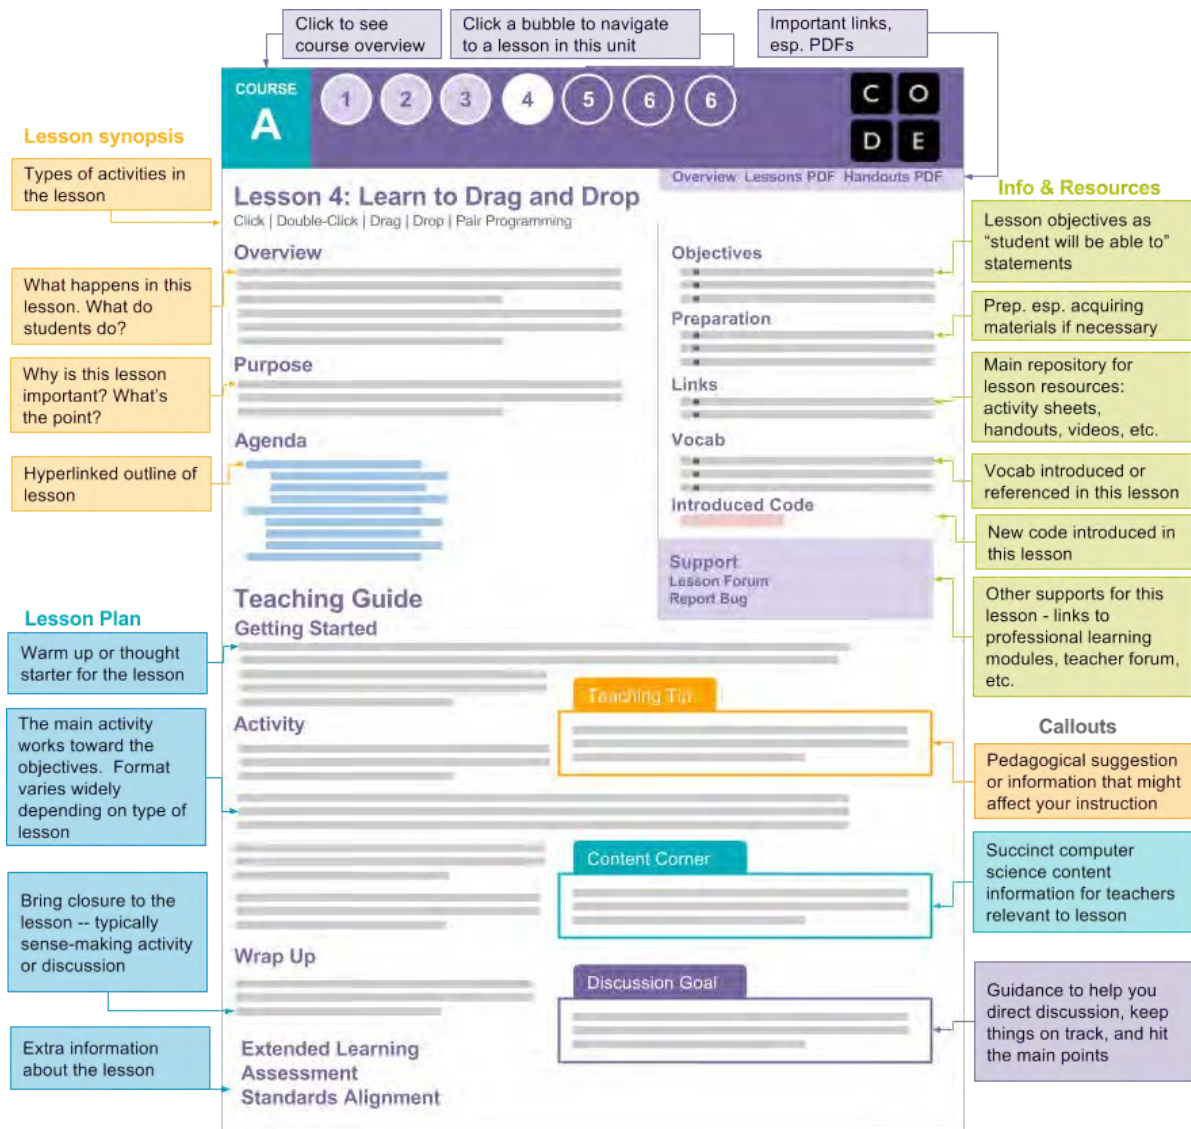 Click to see
course overview
Click a bubble to navigate
to a lesson in this unit
Important links,
esp. PDFs
COURSE
A
1 2 3 4 5 6 6
C O
D E
Overview Lessons PDF Handouts PDF
Lesson synopsis
Types of activities in
the lesson
What happens in this
lesson. What do
students do?
Why is this lesson
important? What's
the point?
Hyperlinked outline of
lesson
Lesson 4: Learn to Drag and Drop
Click | Double-Click | Drag | Drop | Pair Programming
Overview
Purpose
Agenda
Objectives
Preparation
Links
Vocab
Introduced Code
Support
Lesson Forum
Report Bug
Info & Resources
Lesson objectives as
“student will be able to”
statements
Prep. esp. acquiring
materials if necessary
Main repository for
lesson resources:
activity sheets,
handouts, videos, etc.
Vocab introduced or
referenced in this lesson
New code introduced in
this lesson
Other supports for this
lesson - links to
professional learning
modules, teacher forum,
etc.
Lesson Plan
Warm up or thought
starter for the lesson
The main activity
works toward the
objectives. Format
varies widely
depending on type of
lesson
Bring closure to the
lesson -- typically
sense-making activity
or discussion
Extra information
about the lesson
Teaching Guide
Getting Started
Activity
Wrap Up
Extended Learning
Assessment
Standards Alignment
Teaching Tip
Content Corner
Discussion Goal
Callouts
Pedagogical suggestion
or information that might
affect your instruction
Succinct computer
science content
information for teachers
relevant to lesson
Guidance to help you
direct discussion, keep
things on track, and hit
the main points